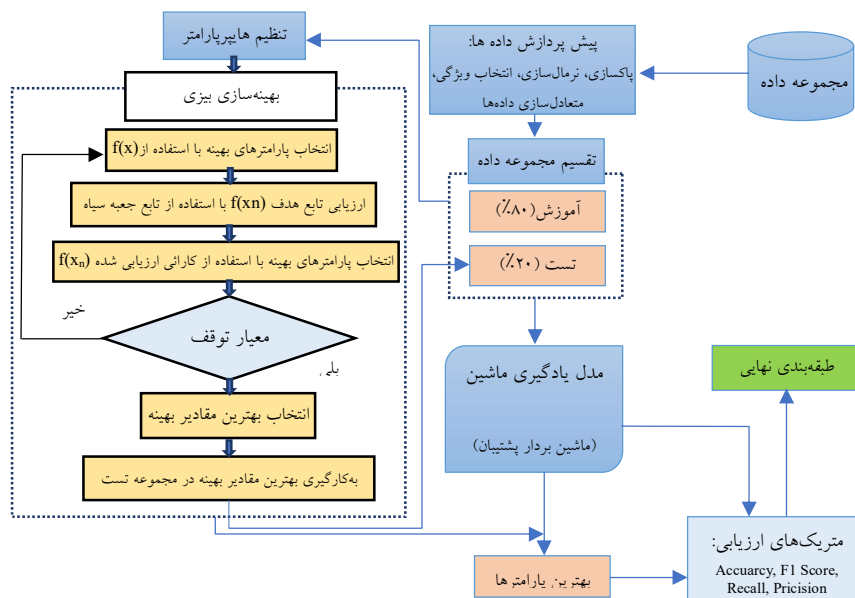 تنظیم هایپرپارامتر
بهینه‌سازی بیزی
انتخاب پارامترهای بهینه با استفاده از f(x)
ارزیابی تابع هدف f(xn) با استفاده از تابع جعبه سیاه
انتخاب پارامترهای بهینه با استفاده از کارائی ارزیابی شده f(xn)
معیار توقف
خیر
بلی
انتخاب بهترین مقادیر بهینه
به‌کارگیری بهترین مقادیر بهینه در مجموعه تست
پیش پردازش داده ها:
پاکسازی، نرمال‌سازی، انتخاب ویژگی،
متعادل‌سازی داده‌ها
مجموعه داده
تقسیم مجموعه داده
آموزش(۸۰٪)
تست (۲۰٪)
مدل یادگیری ماشین
(ماشین بردار پشتیبان)
بهترین پارامترها
طبقه‌بندی نهایی
متریک‌های ارزیابی:
Accuarcy, F1 Score,
Recall, Pricision